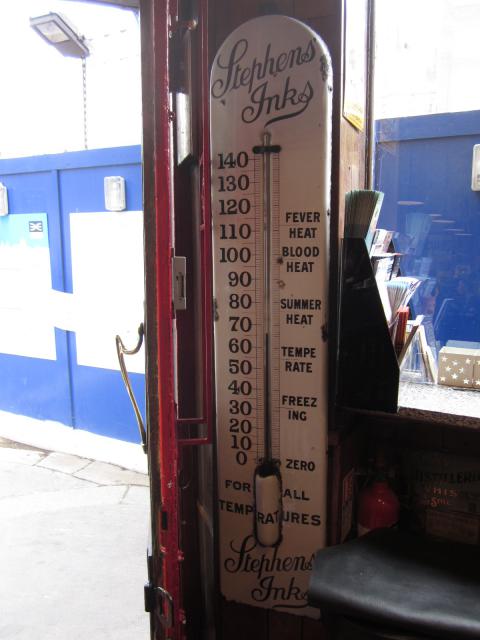 Stephens
Inks
140
130
120
110
100
90
80
70
60
50
40
30
20
10
0
FEVER
HEAT
BLOOD
HEAT
SUMMER
HEAT
TEMPE
RATE
FREEZ
ING
ZERO
FOR ALL
TEMPERATURES
Stephens
Inks